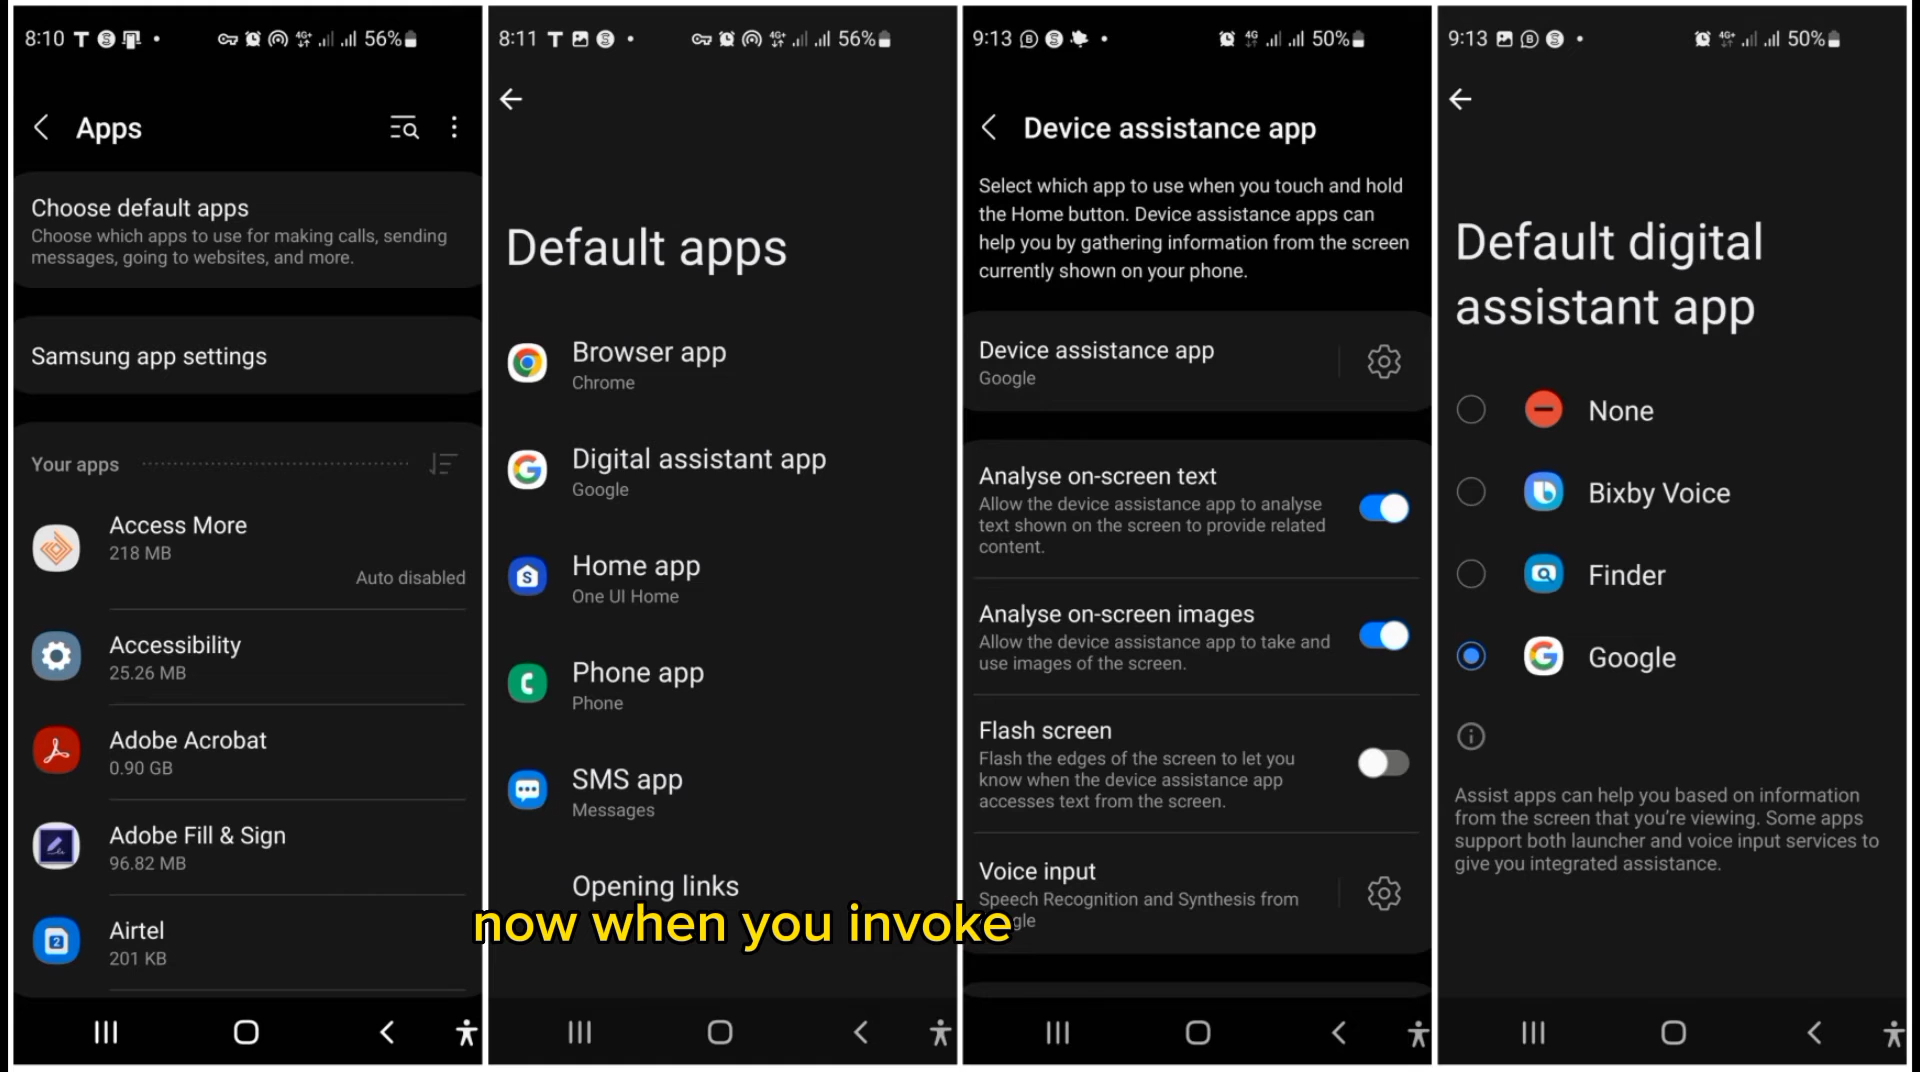 8:10
56%
Apps
Choose default apps
Choose which apps to use for making calls, sending
messages, going to websites, and more.
Samsung app settings
Your apps
Access More
218 MB
Auto disabled
Accessibility
25.26 MB
Adobe Acrobat
0.90 GB
Adobe Fill & Sign
96.82 MB
Airtel
201 KB
8:11
56%
Default apps
Browser app
Chrome
Digital assistant app
Google
Home app
One UI Home
Phone app
Phone
SMS app
Messages
Opening links
9:13
4G
50%
Device assistance app
Select which app to use when you touch and hold
the Home button. Device assistance apps can
help you by gathering information from the screen
currently shown on your phone.
Device assistance app
Google
Analyse on-screen text
Allow the device assistance app to analyse
text shown on the screen to provide related
content.
Analyse on-screen images
Allow the device assistance app to take and
use images of the screen.
Flash screen
Flash the edges of the screen to let you
know when the device assistance app
accesses text from the screen.
Voice input
Speech Recognition and Synthesis from
9:13
4G+
50%
Default digital
assistant app
None
Bixby Voice
Finder
Google
Assist apps can help you based on information
from the screen that you're viewing. Some apps
support both launcher and voice input services to
give you integrated assistance.
now when you invoke